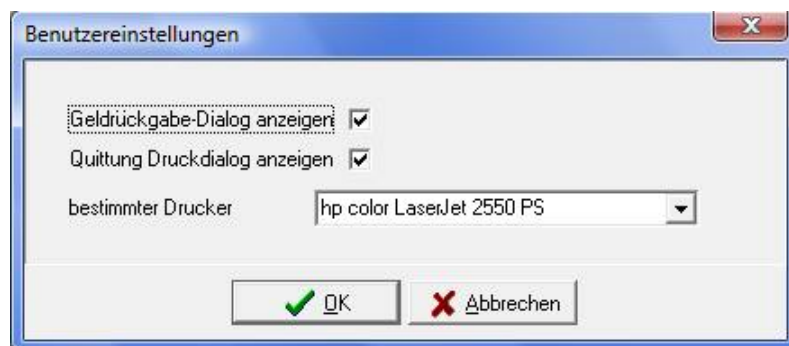 Benutzereinstellungen
Geldrückgabe-Dialog anzeigen
Quittung Druckdialog anzeigen
bestimmter Drucker hp color LaserJet 2550 PS
OK Abbrechen